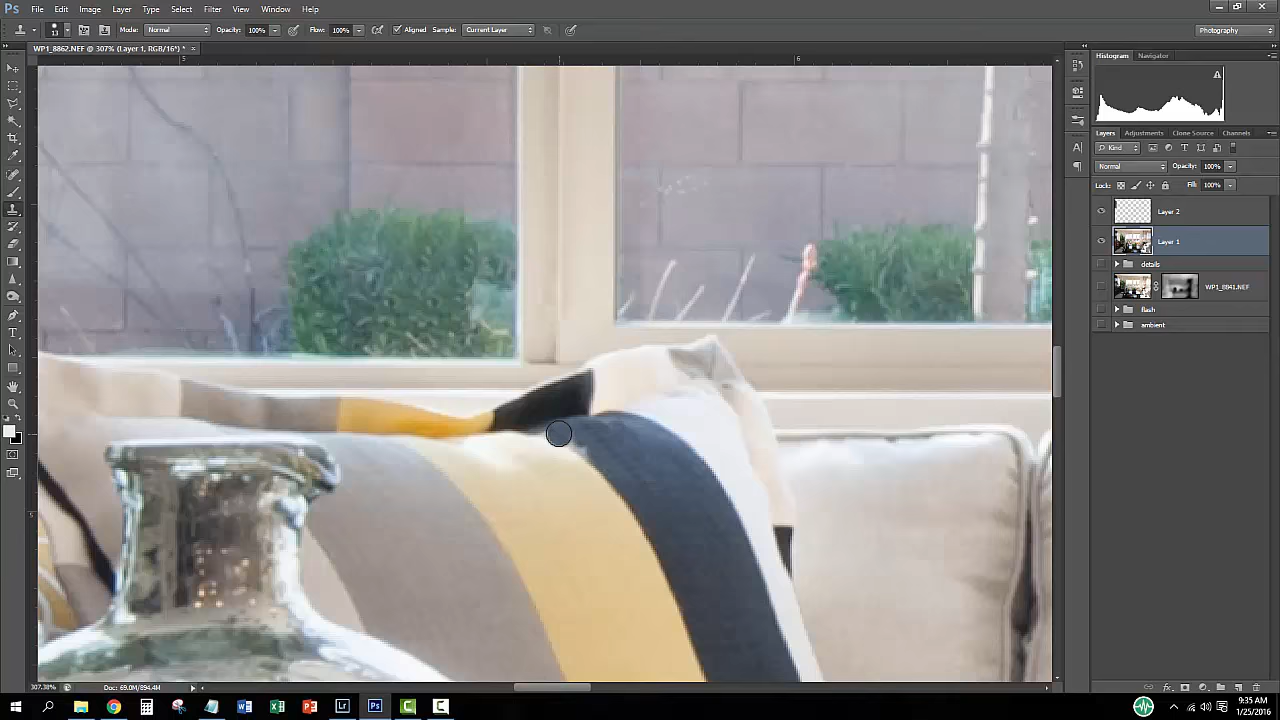 Ps File Edit Image Layer Type Select Filter View Window Help
13 Mode: Normal Opacity: 100% Flow: 100% Aligned Sample: Current Layer Photography
WP1_8862.NEF @ 307% (Layer 1, RGB/16*) * ×
5 6
Histogram Navigator
Layers Adjustments Clone Source Channels
Kind
Normal Opacity: 100%
Lock: Fill: 100%
Layer 2
Layer 1
details
WP1_8841.NEF
flash
ambient
307.38% Doc: 69.0M/894.4M
9:35 AM
1/25/2016